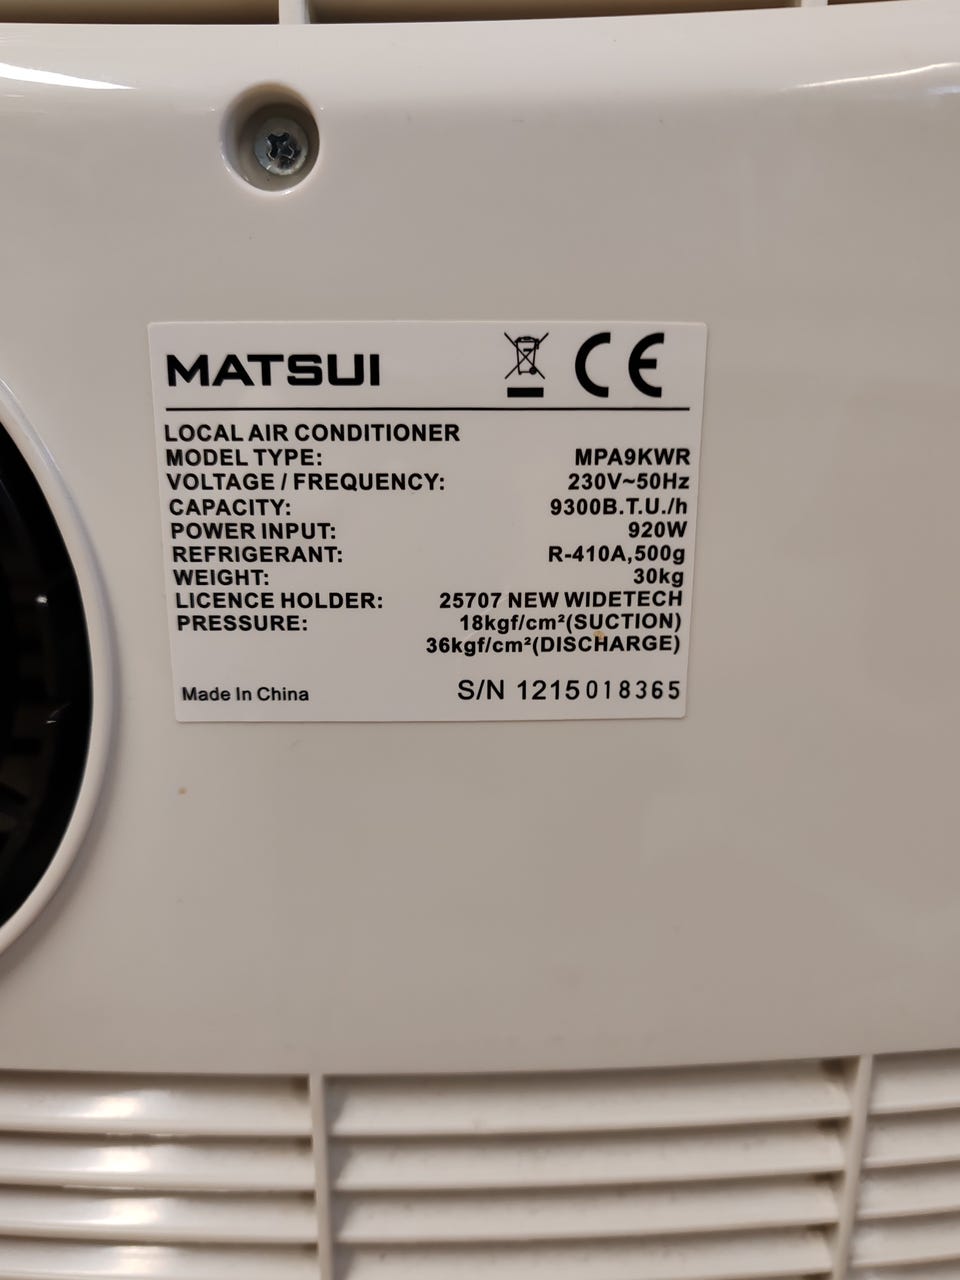 MATSUI CE
LOCAL AIR CONDITIONER
MODEL TYPE: MPA9KWR
VOLTAGE / FREQUENCY: 230V~50Hz
CAPACITY: 9300B.T.U./h
POWER INPUT: 920W
REFRIGERANT: R-410A,500g
WEIGHT: 30kg
LICENCE HOLDER: 25707 NEW WIDETECH
PRESSURE: 18kgf/cm²(SUCTION)
36kgf/cm²(DISCHARGE)
Made In China S/N 1215018365